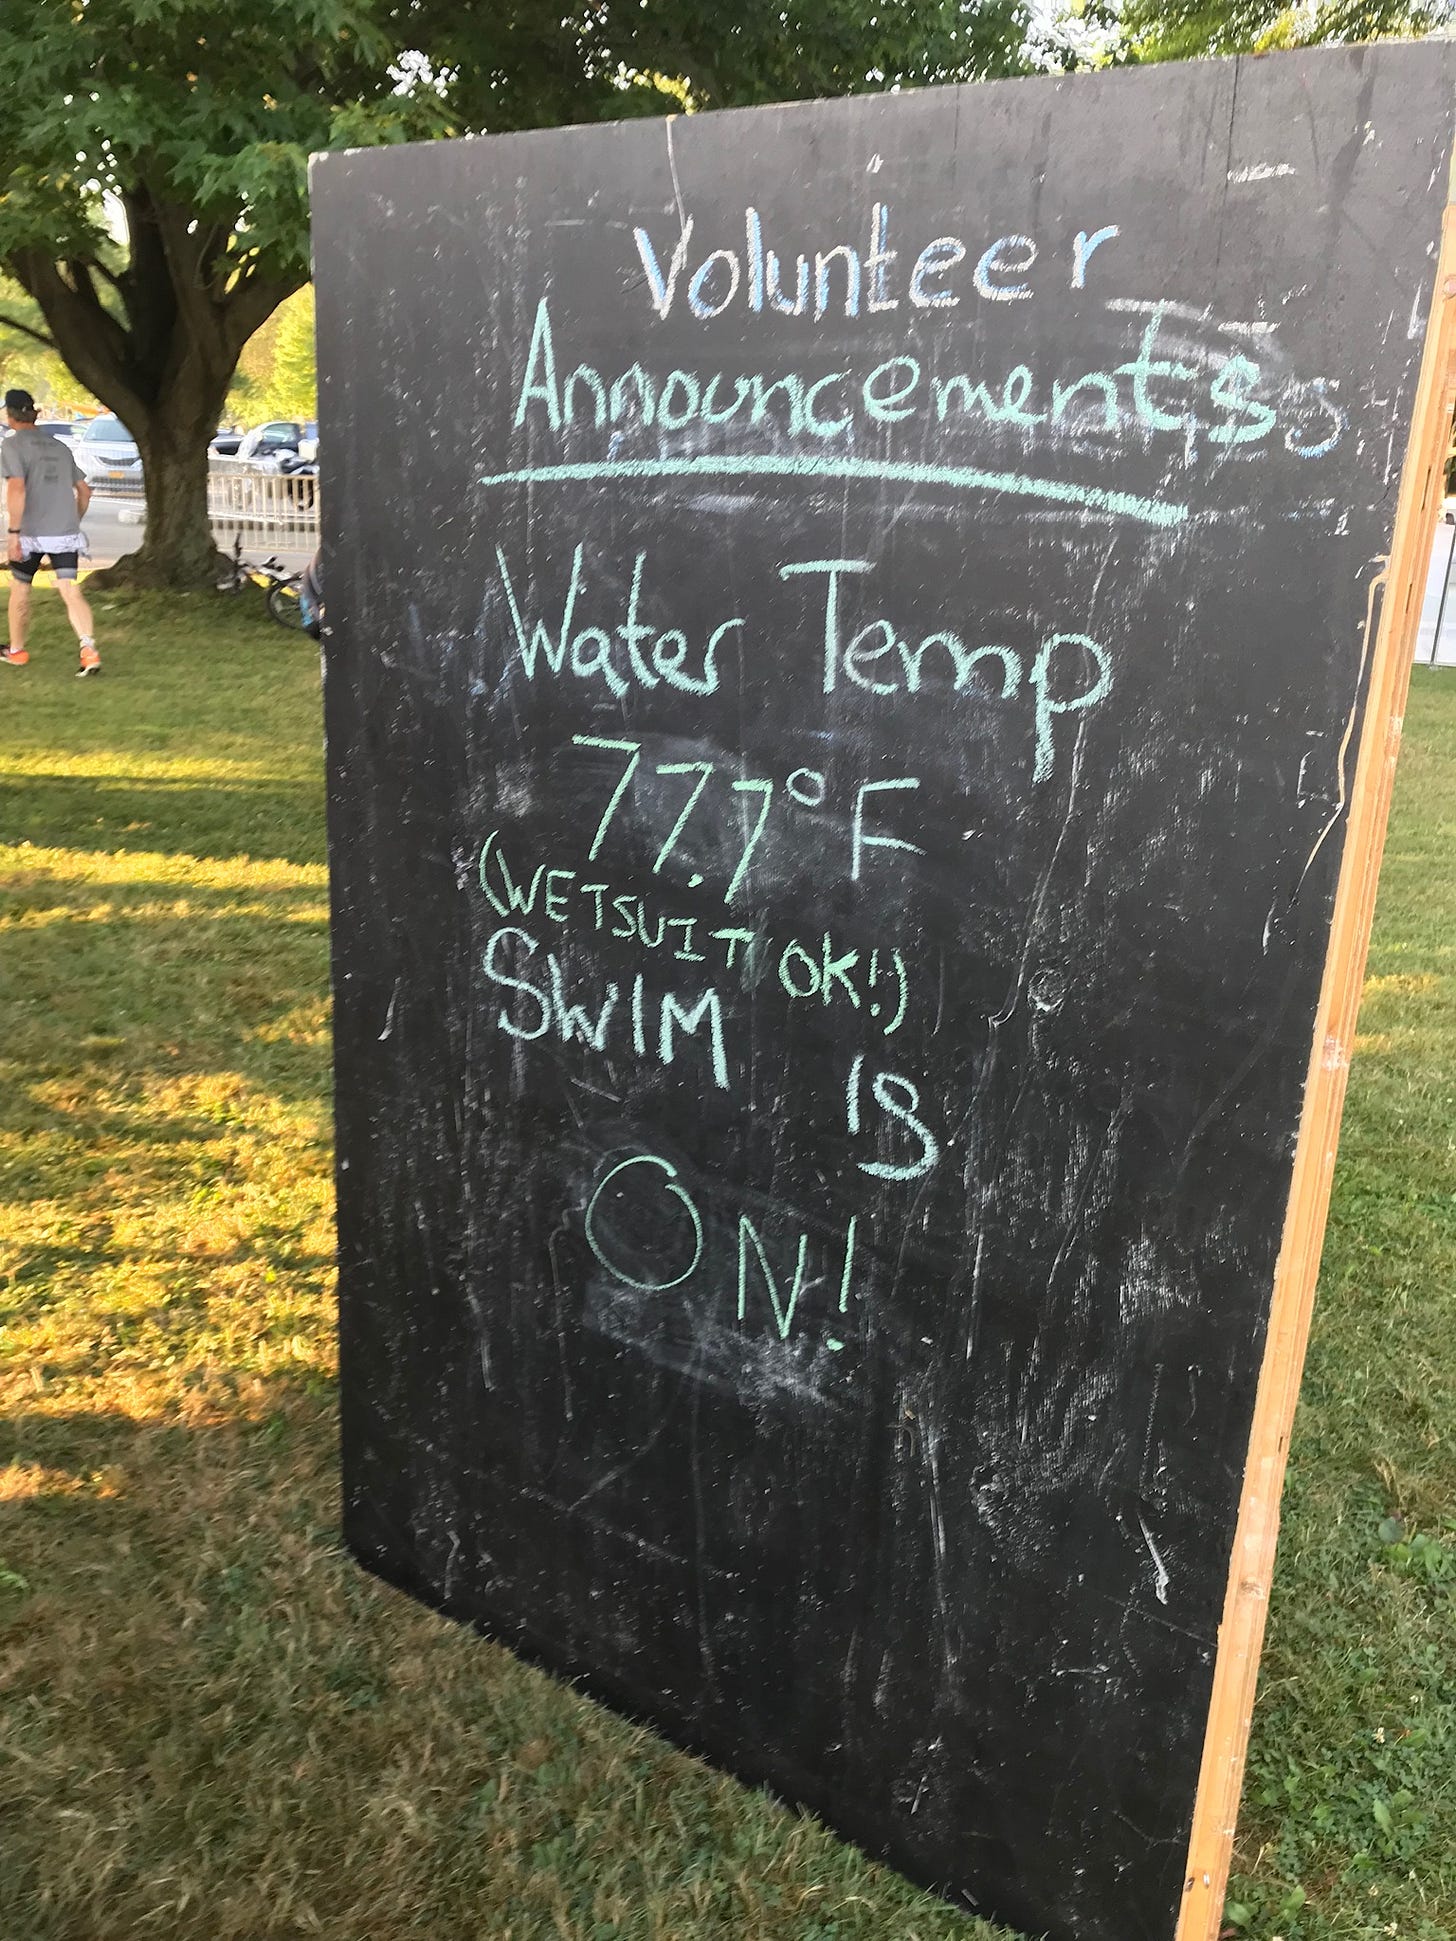 Volunteer
Announcements
Water Temp
77.7°F
(WETSUIT OK!)
SWIM IS
ON!